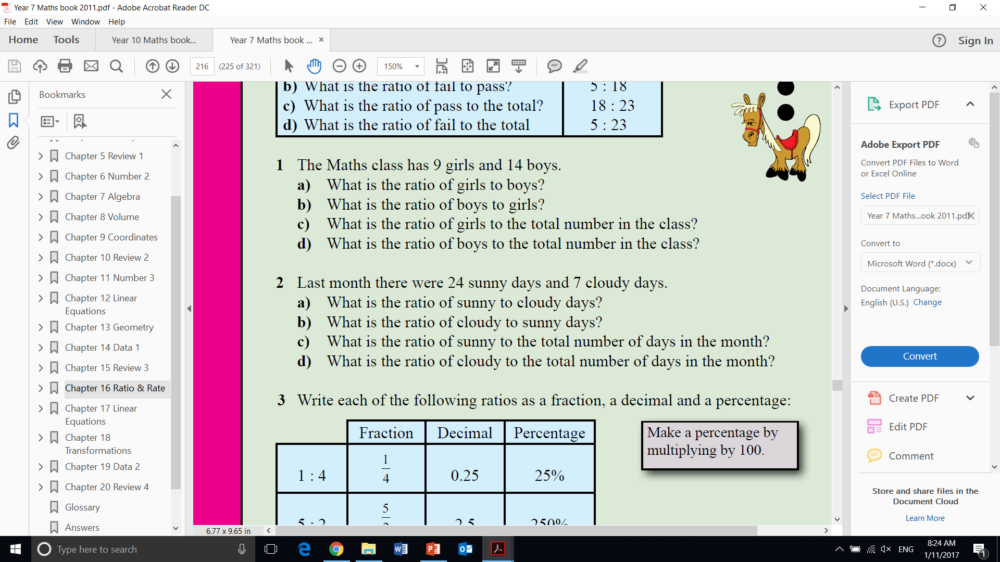 Year 7 Maths book 2011.pdf - Adobe Acrobat Reader DC
File Edit View Window Help
Home Tools Year 10 Maths book... Year 7 Maths book ... × Sign In
216 (225 of 321) 150%
Bookmarks
Chapter 5 Review 1
Chapter 6 Number 2
Chapter 7 Algebra
Chapter 8 Volume
Chapter 9 Coordinates
Chapter 10 Review 2
Chapter 11 Number 3
Chapter 12 Linear
Equations
Chapter 13 Geometry
Chapter 14 Data 1
Chapter 15 Review 3
Chapter 16 Ratio & Rate
Chapter 17 Linear
Equations
Chapter 18
Transformations
Chapter 19 Data 2
Chapter 20 Review 4
Glossary
Answers
b) What is the ratio of fail to pass? 5 : 18
c) What is the ratio of pass to the total? 18 : 23
d) What is the ratio of fail to the total 5 : 23
1 The Maths class has 9 girls and 14 boys.
a) What is the ratio of girls to boys?
b) What is the ratio of boys to girls?
c) What is the ratio of girls to the total number in the class?
d) What is the ratio of boys to the total number in the class?
2 Last month there were 24 sunny days and 7 cloudy days.
a) What is the ratio of sunny to cloudy days?
b) What is the ratio of cloudy to sunny days?
c) What is the ratio of sunny to the total number of days in the month?
d) What is the ratio of cloudy to the total number of days in the month?
3 Write each of the following ratios as a fraction, a decimal and a percentage:
Fraction Decimal Percentage
1 : 4 1/4 0.25 25%
5 : 2 5/2 2.5 250%
Make a percentage by
multiplying by 100.
6.77 x 9.65 in
Export PDF
Adobe Export PDF
Convert PDF Files to Word
or Excel Online
Select PDF File
Year 7 Maths...ook 2011.pdf
Convert to
Microsoft Word (*.docx)
Document Language:
English (U.S.) Change
Convert
Create PDF
Edit PDF
Comment
Store and share files in the
Document Cloud
Learn More
Type here to search
ENG
8:24 AM
1/11/2017
1